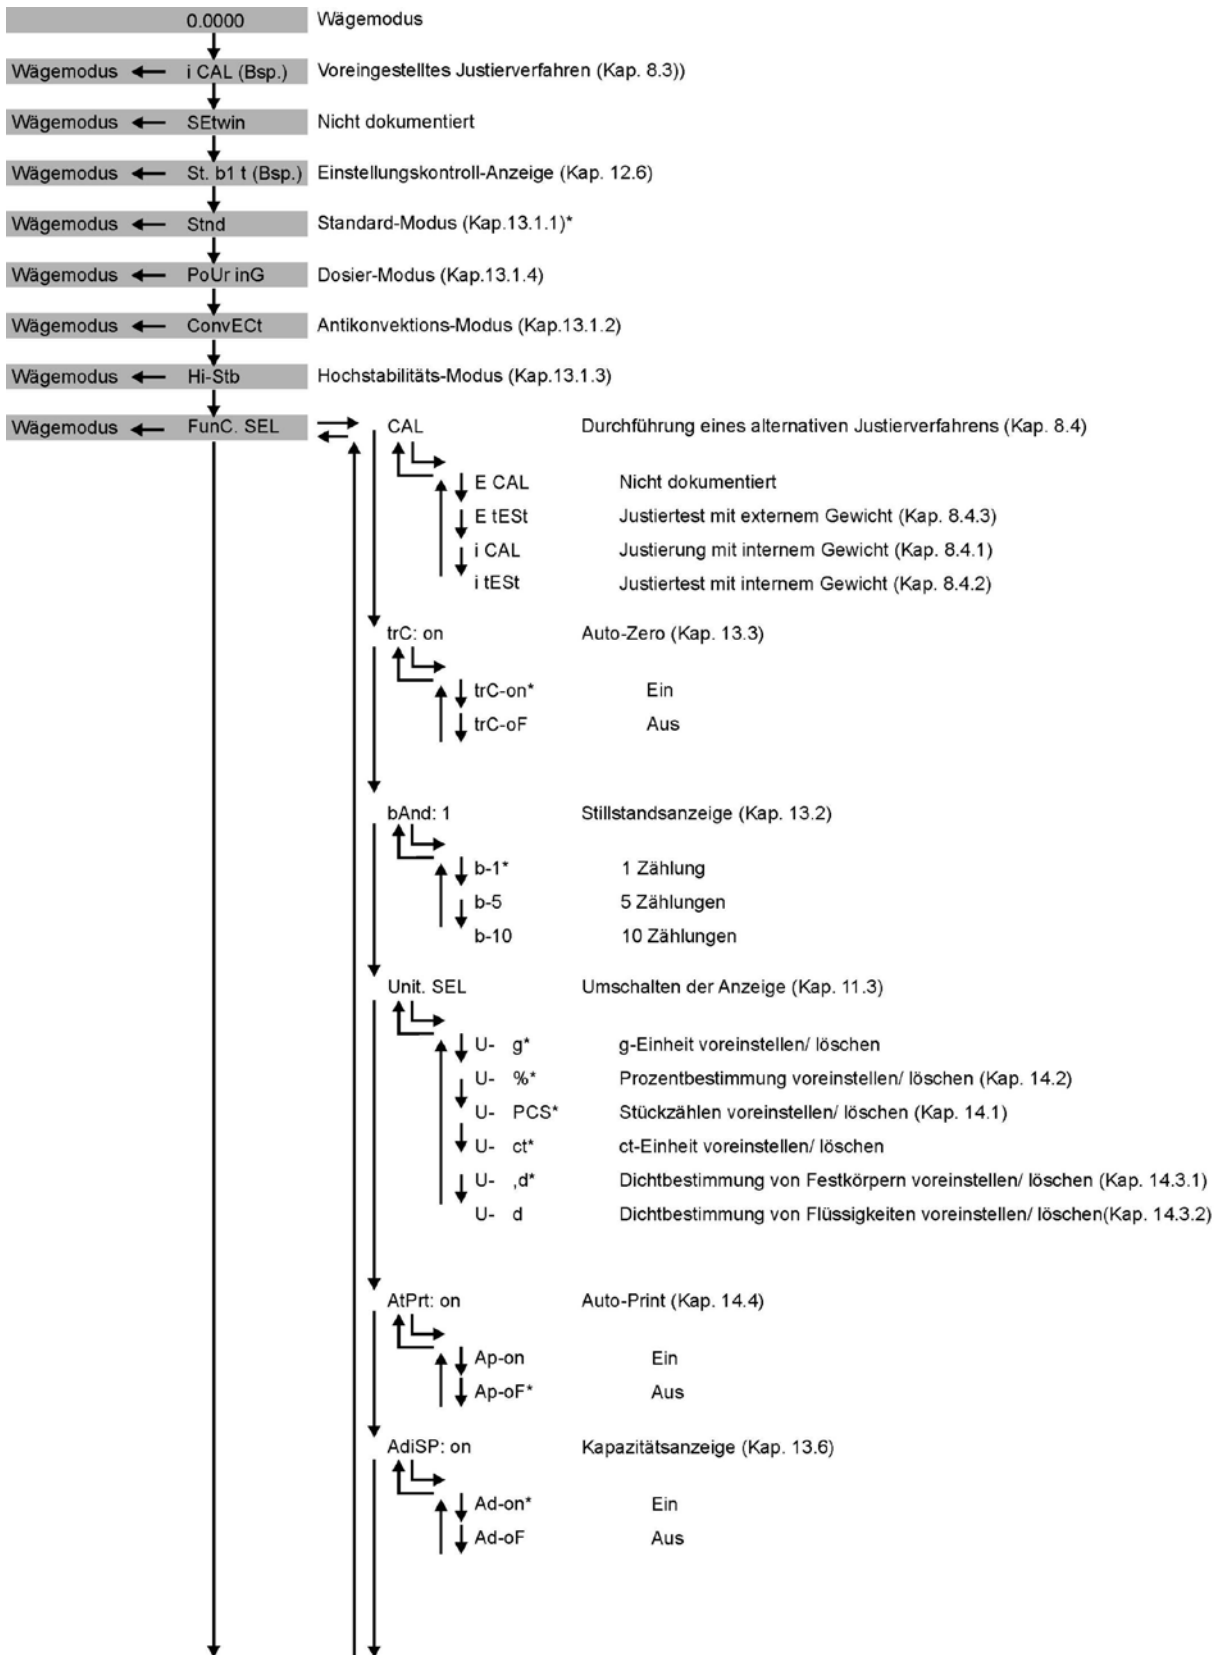 0.0000 Wägemodus
Wägemodus i CAL (Bsp.) Voreingestelltes Justierverfahren (Kap. 8.3))
Wägemodus SEtwin Nicht dokumentiert
Wägemodus St. b1 t (Bsp.) Einstellungskontroll-Anzeige (Kap. 12.6)
Wägemodus Stnd Standard-Modus (Kap.13.1.1)*
Wägemodus PoUr inG Dosier-Modus (Kap.13.1.4)
Wägemodus ConvECt Antikonvektions-Modus (Kap.13.1.2)
Wägemodus Hi-Stb Hochstabilitäts-Modus (Kap.13.1.3)
Wägemodus FunC. SEL CAL Durchführung eines alternativen Justierverfahrens (Kap. 8.4)
E CAL Nicht dokumentiert
E tESt Justiertest mit externem Gewicht (Kap. 8.4.3)
i CAL Justierung mit internem Gewicht (Kap. 8.4.1)
i tESt Justiertest mit internem Gewicht (Kap. 8.4.2)
trC: on Auto-Zero (Kap. 13.3)
trC-on* Ein
trC-oF Aus
bAnd: 1 Stillstandsanzeige (Kap. 13.2)
b-1* 1 Zählung
b-5 5 Zählungen
b-10 10 Zählungen
Unit. SEL Umschalten der Anzeige (Kap. 11.3)
U- g* g-Einheit voreinstellen/ löschen
U- %* Prozentbestimmung voreinstellen/ löschen (Kap. 14.2)
U- PCS* Stückzählen voreinstellen/ löschen (Kap. 14.1)
U- ct* ct-Einheit voreinstellen/ löschen
U- ,d* Dichtbestimmung von Festkörpern voreinstellen/ löschen (Kap. 14.3.1)
U- d Dichtbestimmung von Flüssigkeiten voreinstellen/ löschen(Kap. 14.3.2)
AtPrt: on Auto-Print (Kap. 14.4)
Ap-on Ein
Ap-oF* Aus
AdiSP: on Kapazitätsanzeige (Kap. 13.6)
Ad-on* Ein
Ad-oF Aus